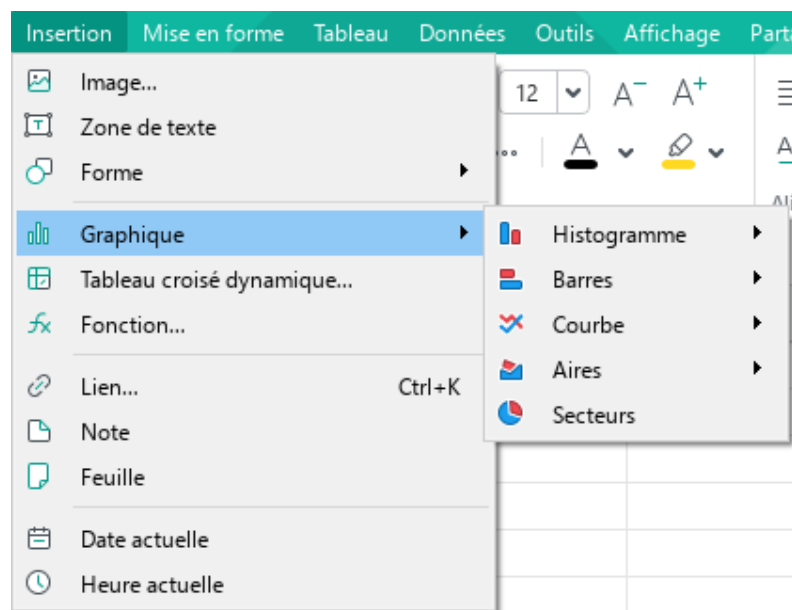 Insertion Mise en forme Tableau Données Outils Affichage
Image...
Zone de texte
Forme
Graphique
Tableau croisé dynamique...
Fonction...
Lien... Ctrl+K
Note
Feuille
Date actuelle
Heure actuelle
12 A− A+
A
Histogramme
Barres
Courbe
Aires
Secteurs